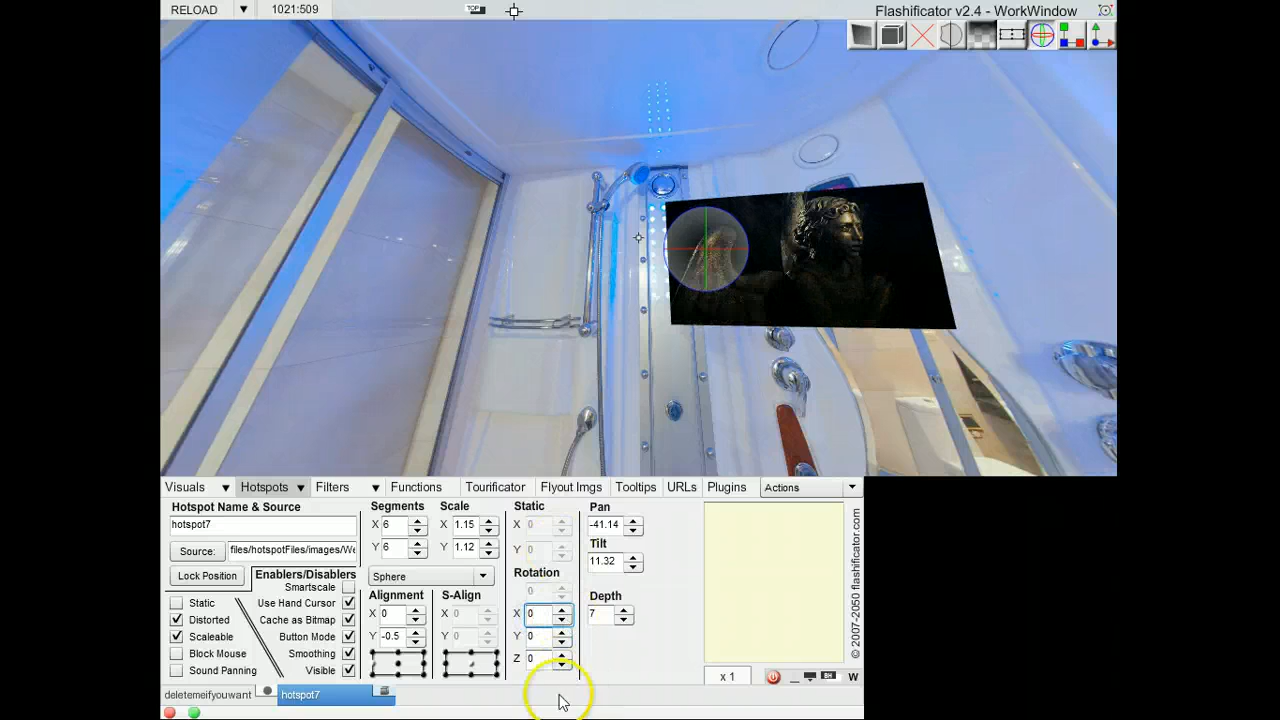 RELOAD 1021:509 TOP Flashificator v2.4 - WorkWindow
Visuals Hotspots Filters Functions Tourificator Flyout Imgs Tooltips URLs Plugins Actions
Hotspot Name & Source Segments Scale Static Pan
hotspot7 X 6 X 1.15 X 0 -41.14
Source: files/hotspotFiles/images/We Y 6 Y 1.12 Y 0 Tilt
11.32
Lock Position Enablers/Disablers Sphere Rotation
Smartscale 0
Static Use Hand Cursor Alignment S-Align Depth
Distorted Cache as Bitmap X 0 X 0 X 0 7
Scaleable Button Mode Y -0.5 Y 0 Y 0
Block Mouse Smoothing Z 0
Sound Panning Visible
x 1 BH W
© 2007-2050 flashificator.com
deletemeifyouwant hotspot7